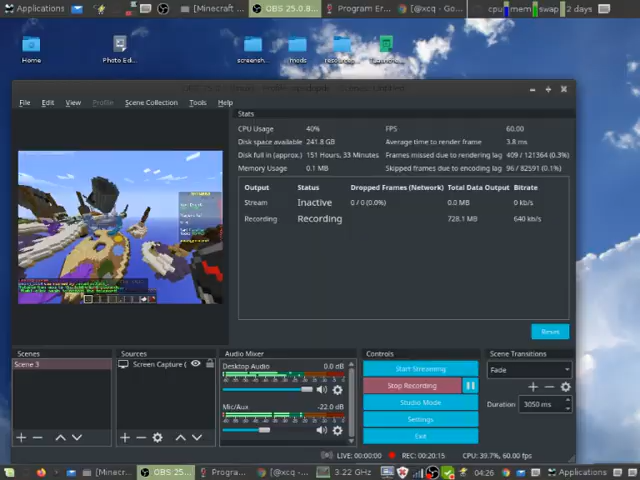 Applications
[Minecraft ...
OBS 25.0.8...
Program Er...
[@xcq - Go...
cpu
mem
swap
2 days
Home
Photo Edi...
screensh...
mods
File
Edit
View
Profile
Scene Collection
Tools
Help
Stats
CPU Usage 40% FPS 60.00
Disk space available 241.8 GB Average time to render frame 3.8 ms
Disk full in (approx.) 151 Hours, 33 Minutes Frames missed due to rendering lag 409 / 121364 (0.3%)
Memory Usage 0.1 MB Skipped frames due to encoding lag 96 / 82591 (0.1%)
Output Status Dropped Frames (Network) Total Data Output Bitrate
Stream Inactive 0 / 0 (0.0%) 0.0 MB 0 kb/s
Recording Recording 728.1 MB 640 kb/s
Reset
Scenes
Scene 3
Sources
Screen Capture (
Audio Mixer
Desktop Audio 0.0 dB
Mic/Aux -22.0 dB
Controls
Start Streaming
Stop Recording
Studio Mode
Settings
Exit
Scene Transitions
Fade
Duration 3050 ms
LIVE: 00:00:00
REC: 00:20:15
CPU: 39.7%, 60.00 fps
[Minecr...
OBS 25...
Progra...
[@xcq -...
3.22 GHz
04:26
Applications